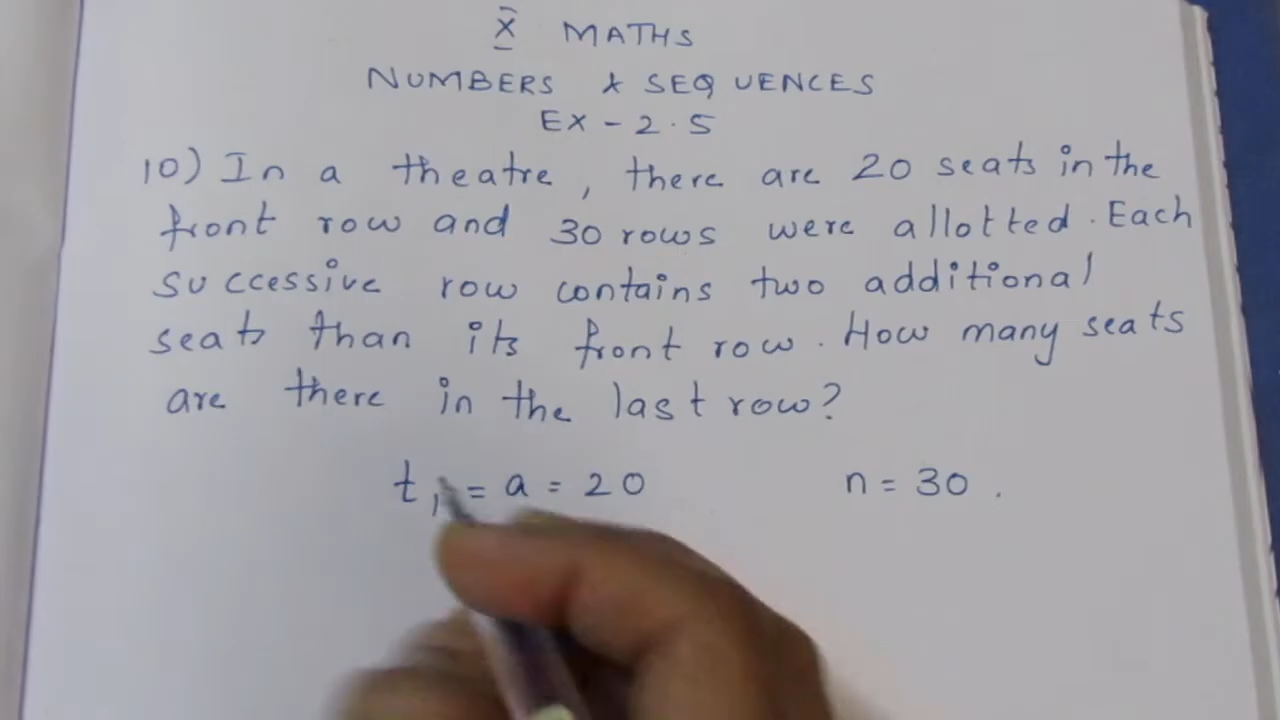 X MATHS
NUMBERS & SEQUENCES
EX - 2.5
10) In a theatre, there are 20 seats in the
front row and 30 rows were allotted. Each
successive row contains two additional
seats than its front row. How many seats
are there in the last row?
t₁ = a = 20 n = 30.